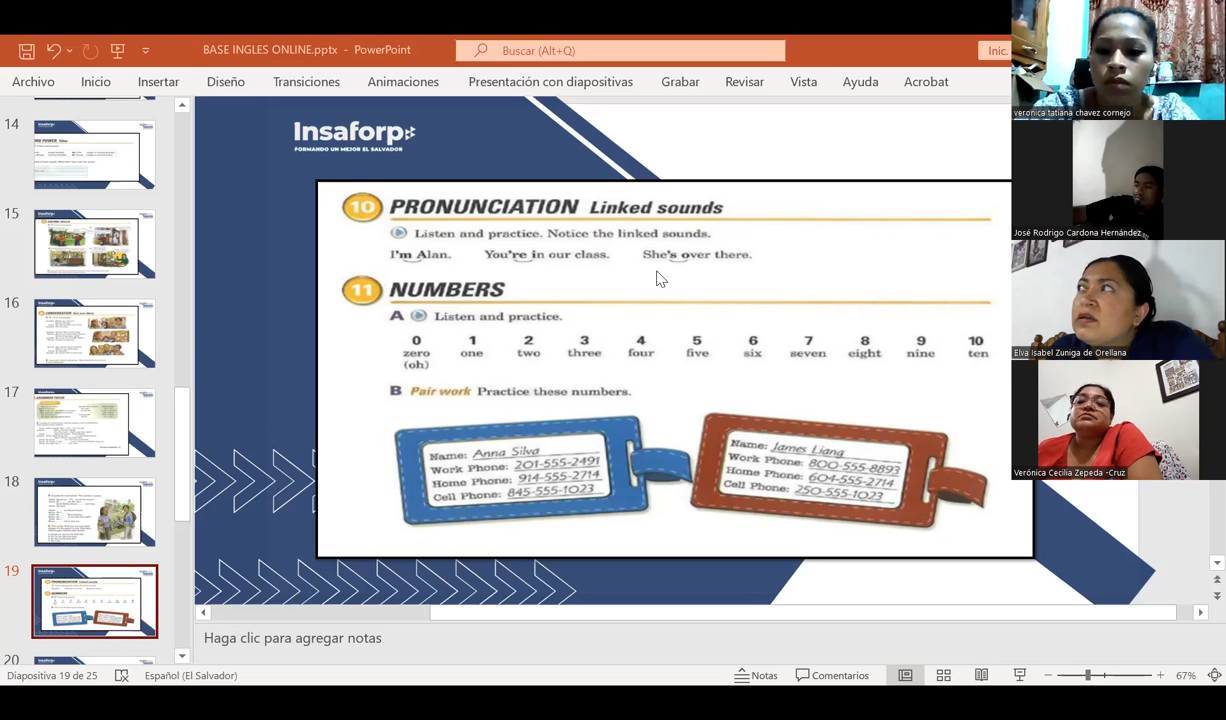 BASE INGLES ONLINE.pptx - PowerPoint
Buscar (Alt+Q)
Inic.
Archivo Inicio Insertar Diseño Transiciones Animaciones Presentación con diapositivas Grabar Revisar Vista Ayuda Acrobat
14
15
16
17
18
19
20
Insaforp
FORMANDO UN MEJOR EL SALVADOR
10 PRONUNCIATION Linked sounds
Listen and practice. Notice the linked sounds.
I'm Alan. You're in our class. She's over there.
11 NUMBERS
A Listen and practice.
0 1 2 3 4 5 6 7 8 9 10
zero one two three four five six seven eight nine ten
(oh)
B Pair work Practice these numbers.
Name: Anna Silva
Work Phone: 201-555-2491
Home Phone: 914-555-2714
Cell Phone: 845-555-1023
Name: James Liang
Work Phone: 800-555-8893
Home Phone: 604-555-2714
Cell Phone: 250-555-1023
veronica tatiana chavez cornejo
José Rodrigo Cardona Hernández
Elva Isabel Zuniga de Orellana
Verónica Cecilia Zepeda -Cruz
Haga clic para agregar notas
Diapositiva 19 de 25 Español (El Salvador) Notas Comentarios 67%